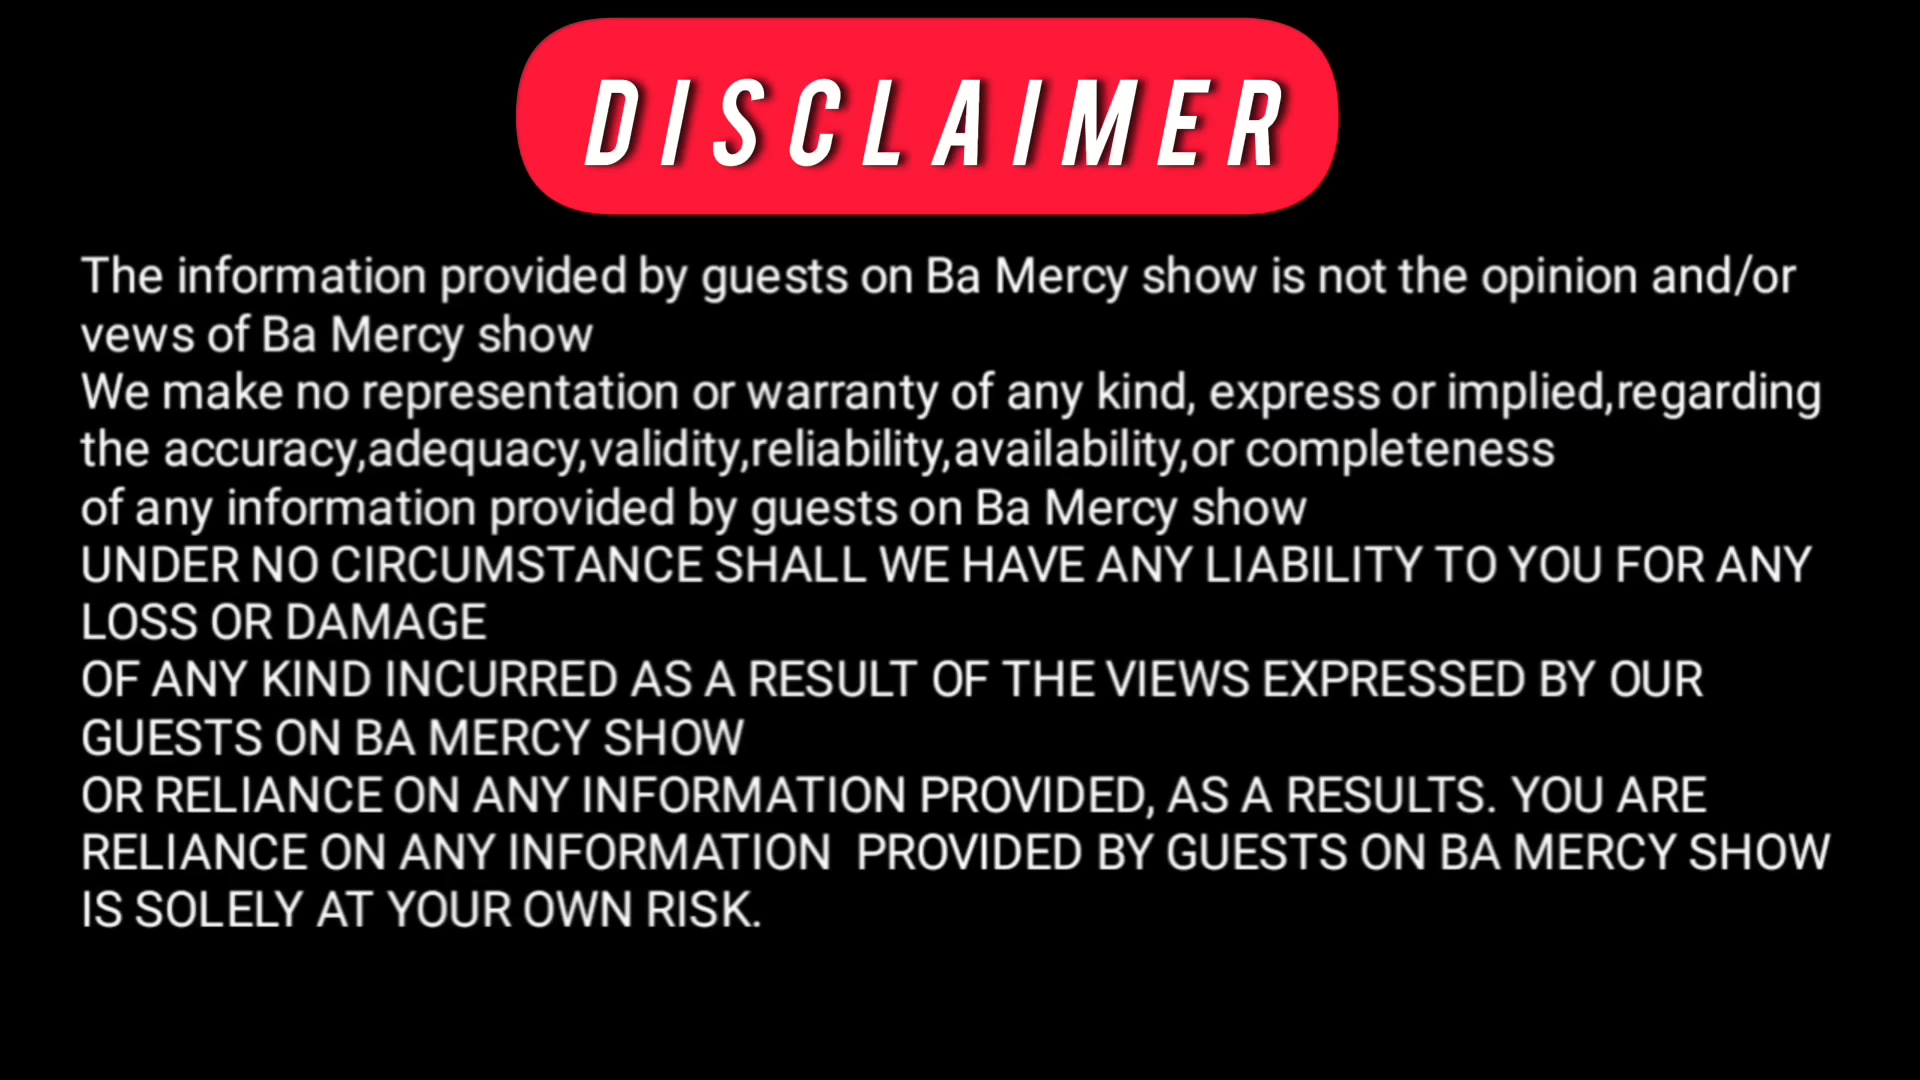 DISCLAIMER
The information provided by guests on Ba Mercy show is not the opinion and/or
vews of Ba Mercy show
We make no representation or warranty of any kind, express or implied,regarding
the accuracy,adequacy,validity,reliability,availability,or completeness
of any information provided by guests on Ba Mercy show
UNDER NO CIRCUMSTANCE SHALL WE HAVE ANY LIABILITY TO YOU FOR ANY
LOSS OR DAMAGE
OF ANY KIND INCURRED AS A RESULT OF THE VIEWS EXPRESSED BY OUR
GUESTS ON BA MERCY SHOW
OR RELIANCE ON ANY INFORMATION PROVIDED, AS A RESULTS. YOU ARE
RELIANCE ON ANY INFORMATION  PROVIDED BY GUESTS ON BA MERCY SHOW
IS SOLELY AT YOUR OWN RISK.